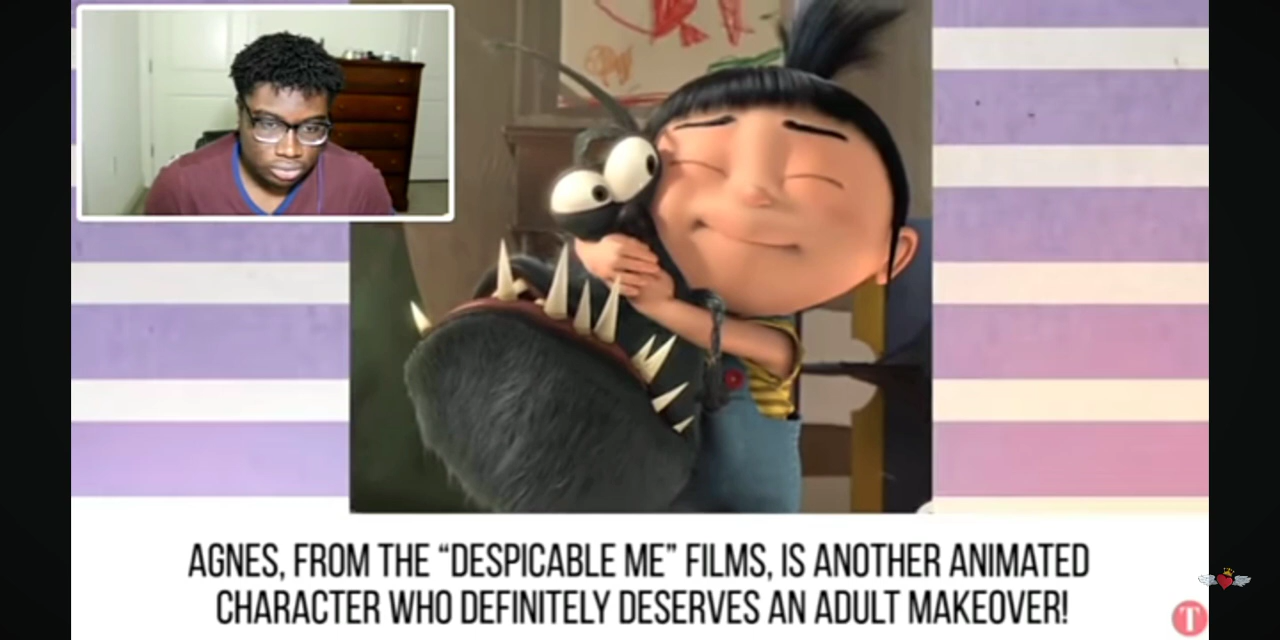 AGNES, FROM THE “DESPICABLE ME” FILMS, IS ANOTHER ANIMATED
CHARACTER WHO DEFINITELY DESERVES AN ADULT MAKEOVER!
T